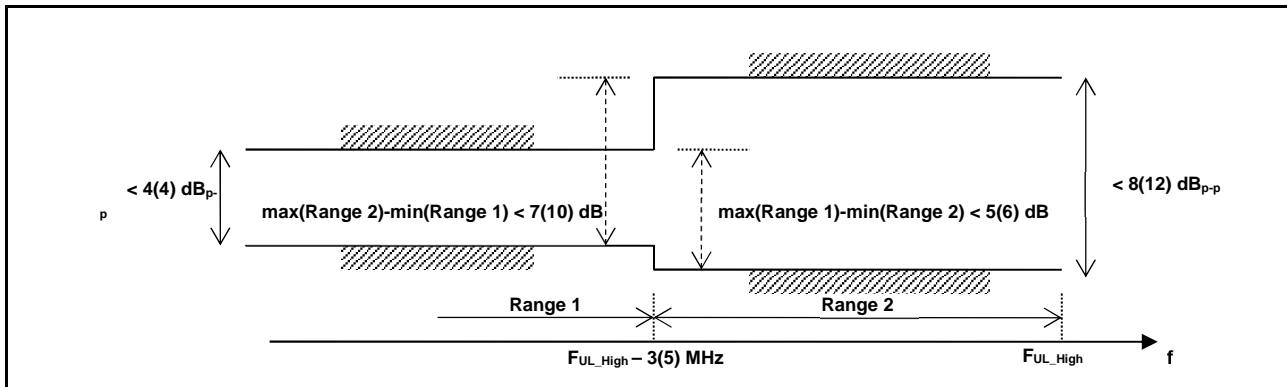 < 4(4) dBp-
p
max(Range 2)-min(Range 1) < 7(10) dB
max(Range 1)-min(Range 2) < 5(6) dB
< 8(12) dBp-p
Range 1
Range 2
FUL_High – 3(5) MHz
FUL_High
f